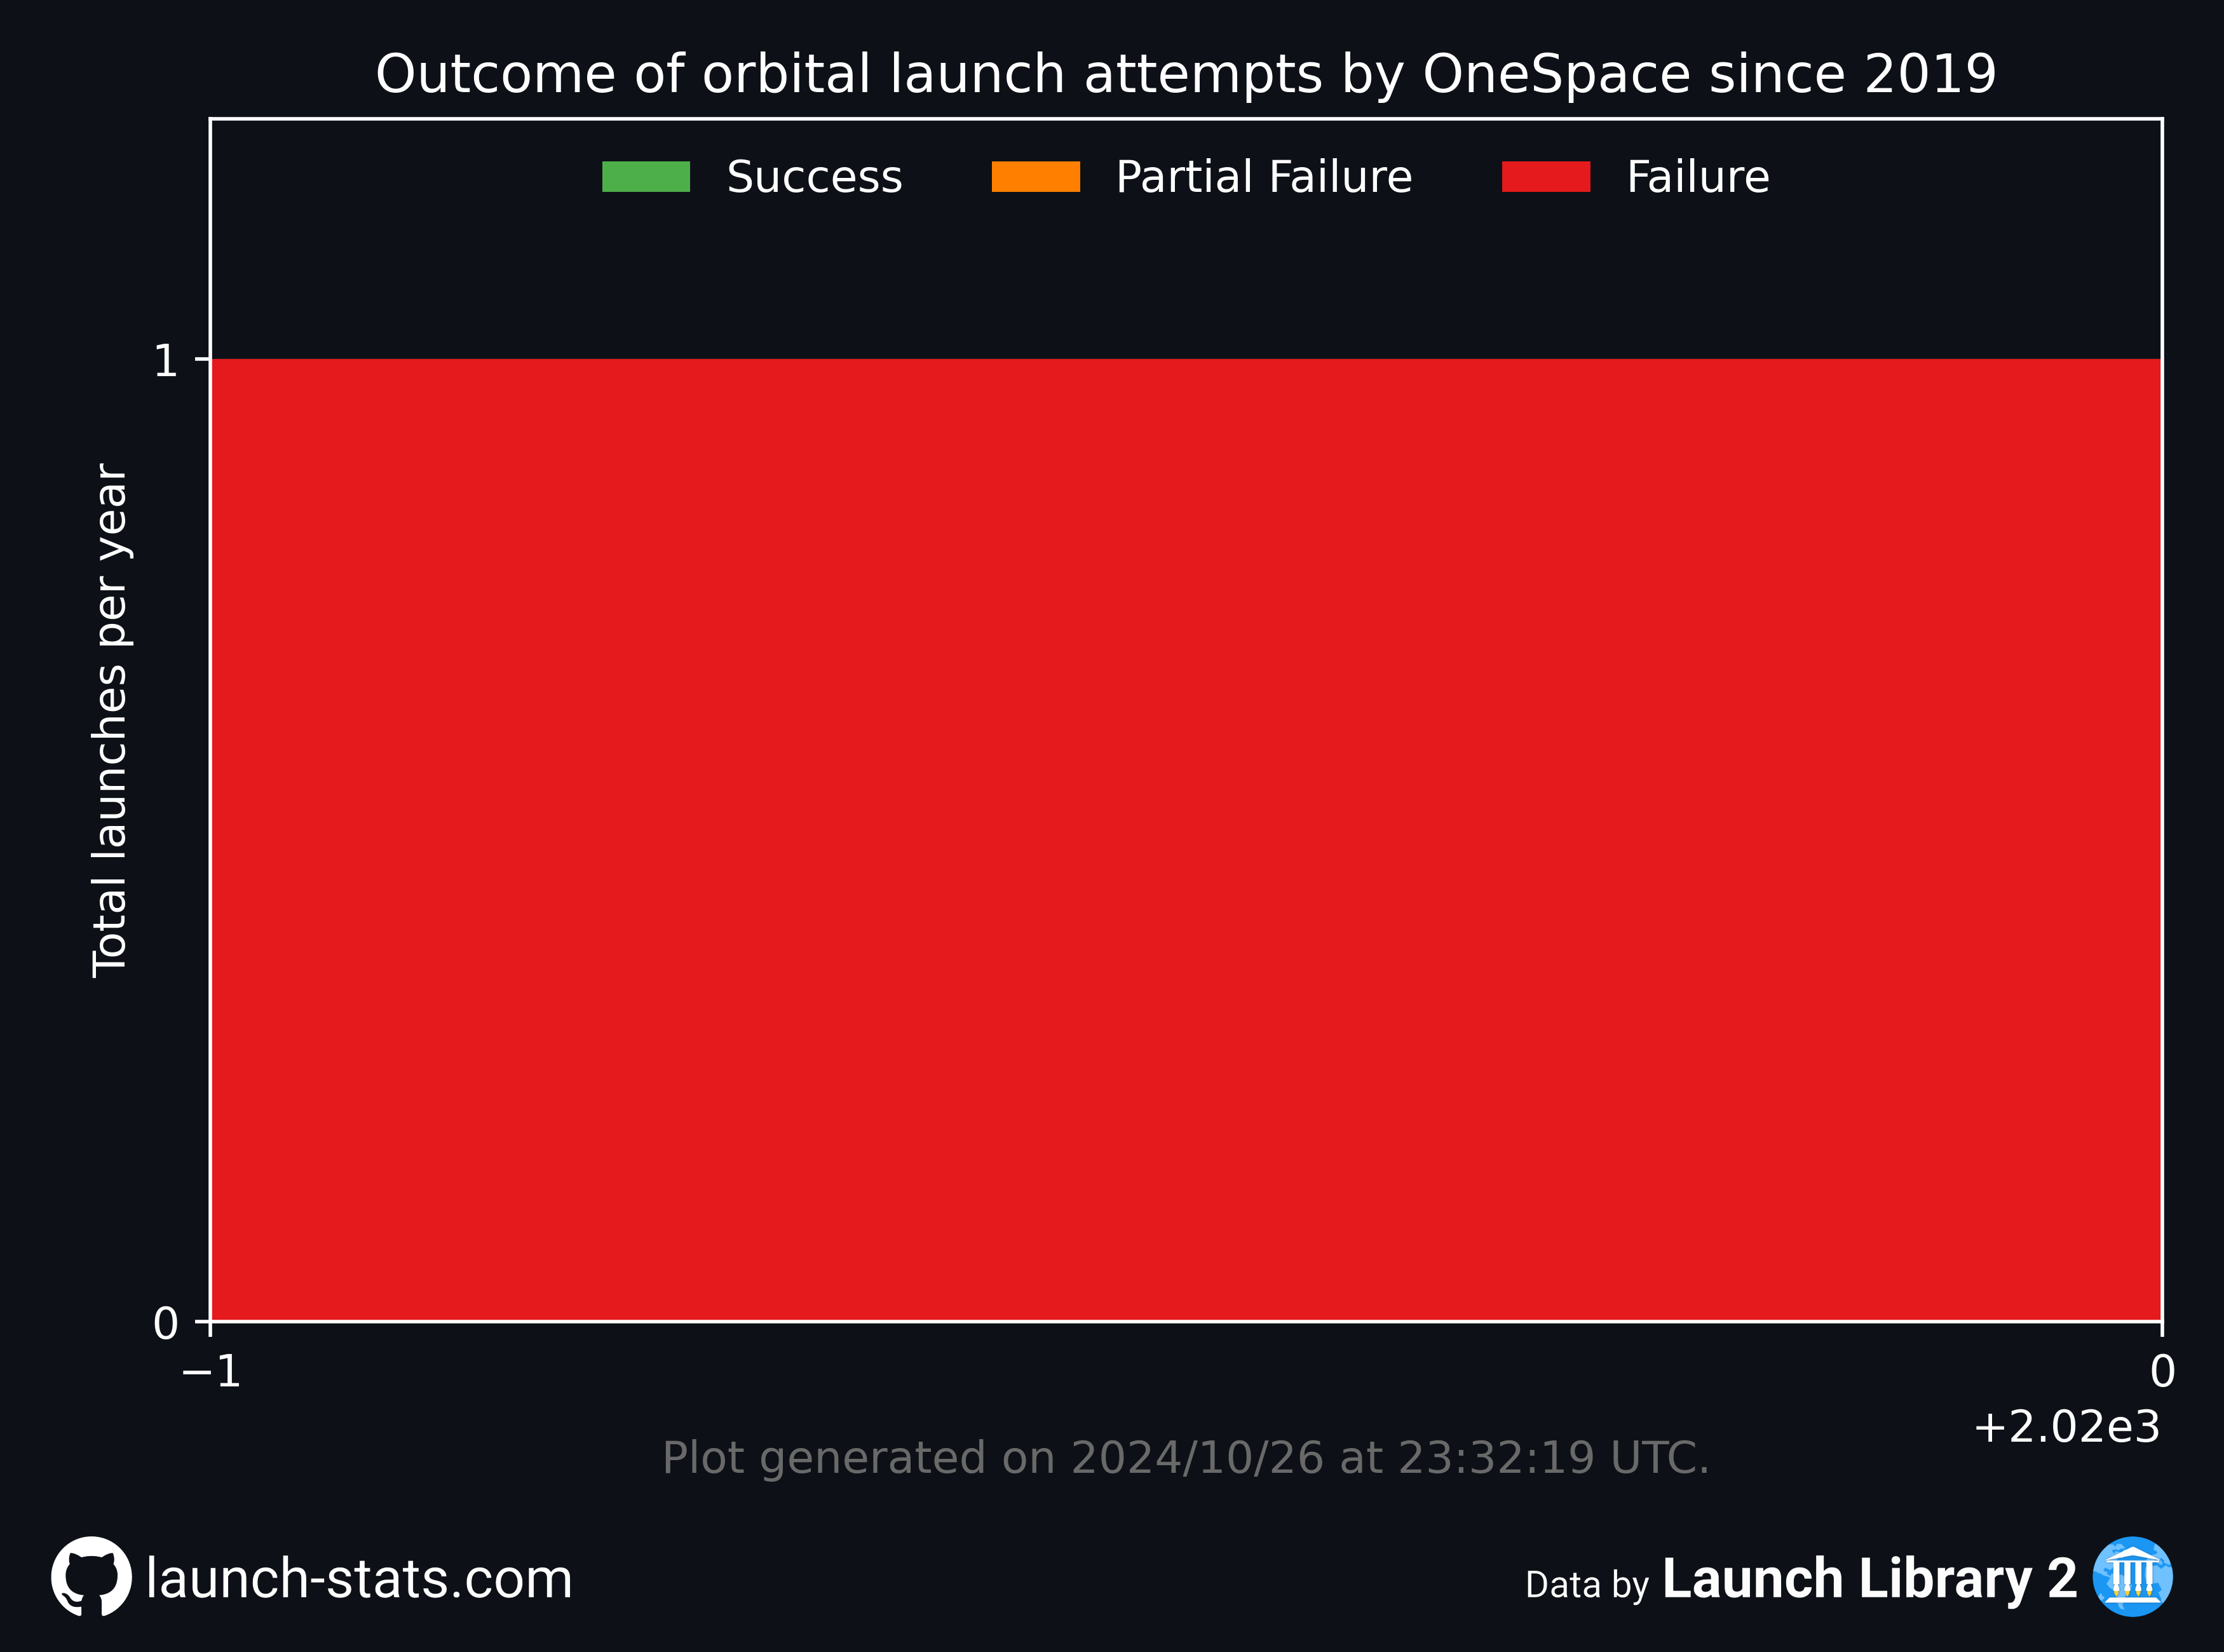 Outcome of orbital launch attempts by OneSpace since 2019
Success Partial Failure Failure
Total launches per year
1
0
−1 0
+2.02e3
Plot generated on 2024/10/26 at 23:32:19 UTC.
launch-stats.com
Data by Launch Library 2